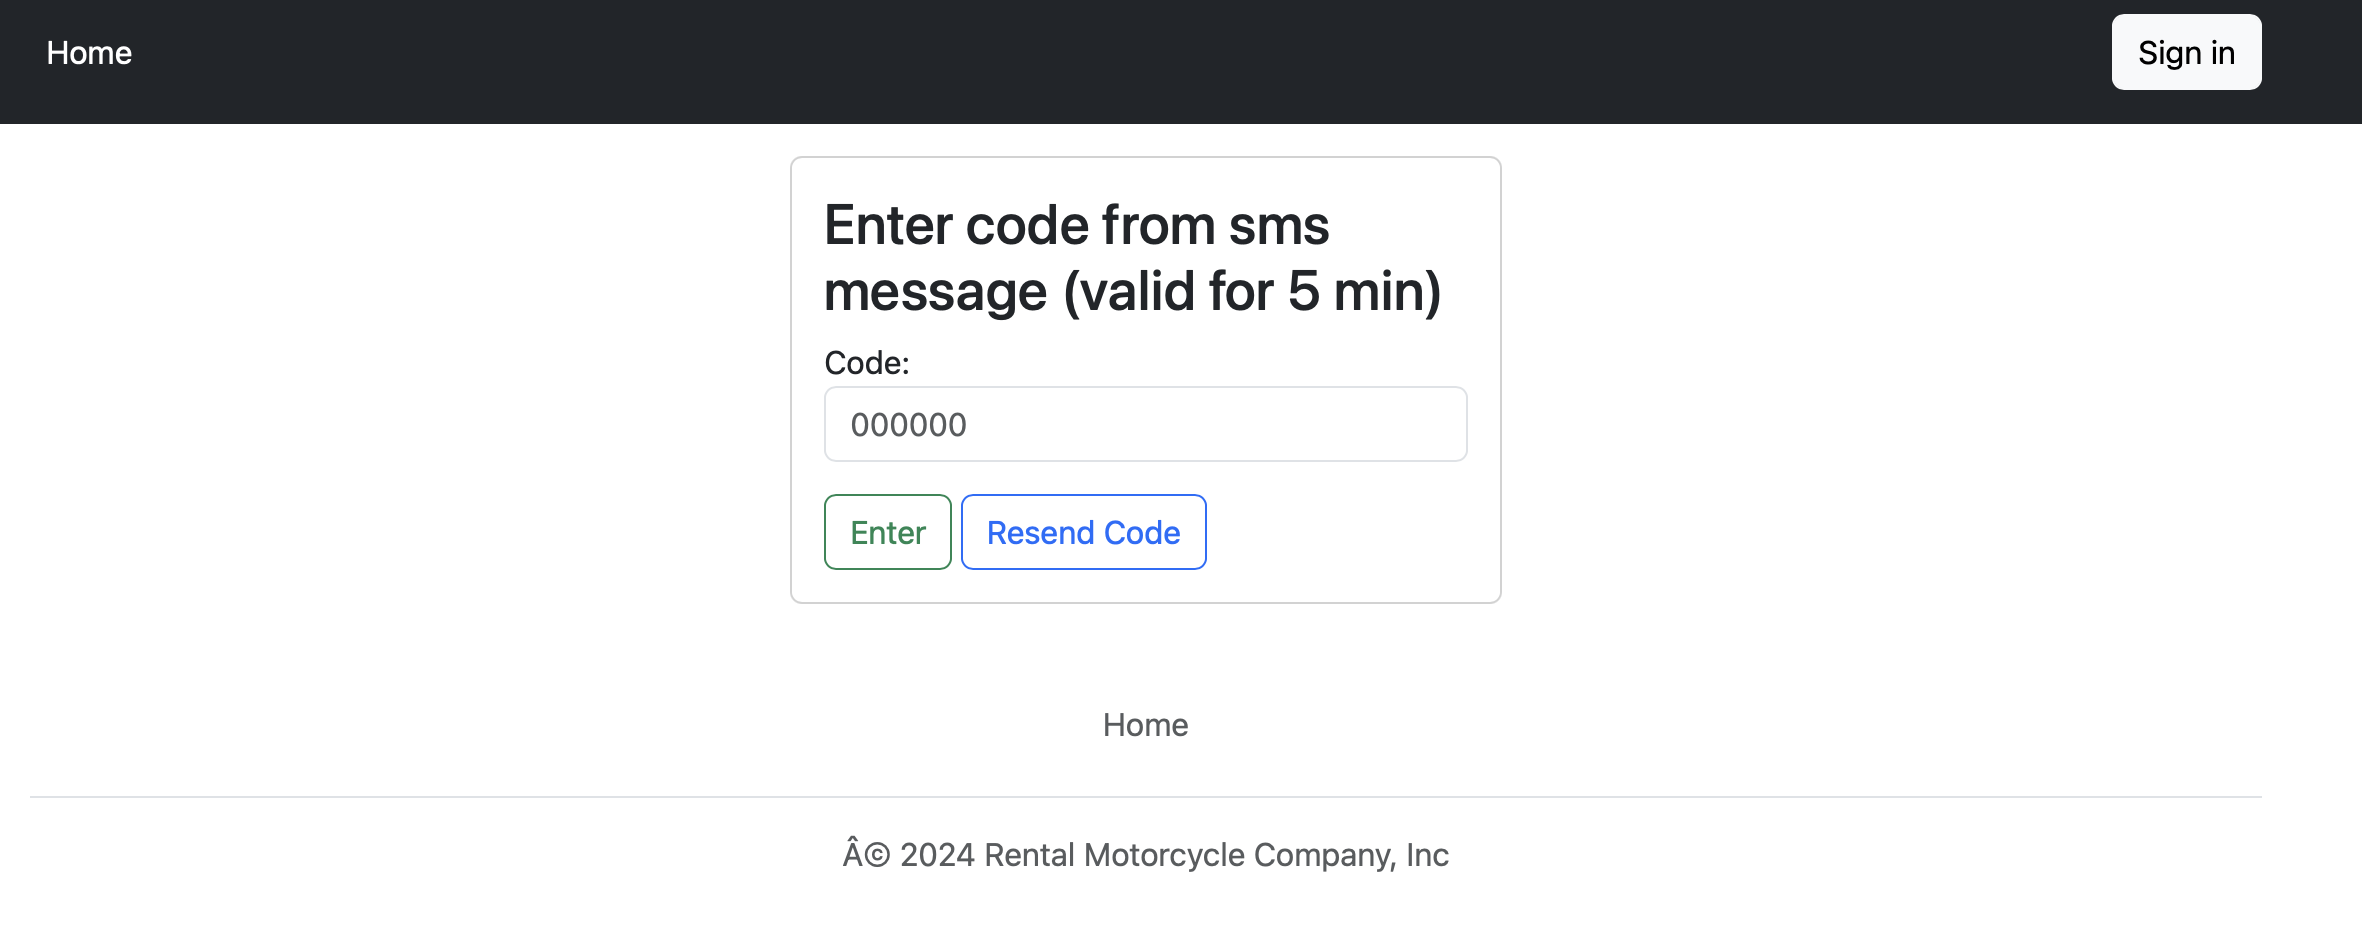 Home
Sign in
Enter code from sms
message (valid for 5 min)
Code:
000000
Enter
Resend Code
Home
Â© 2024 Rental Motorcycle Company, Inc